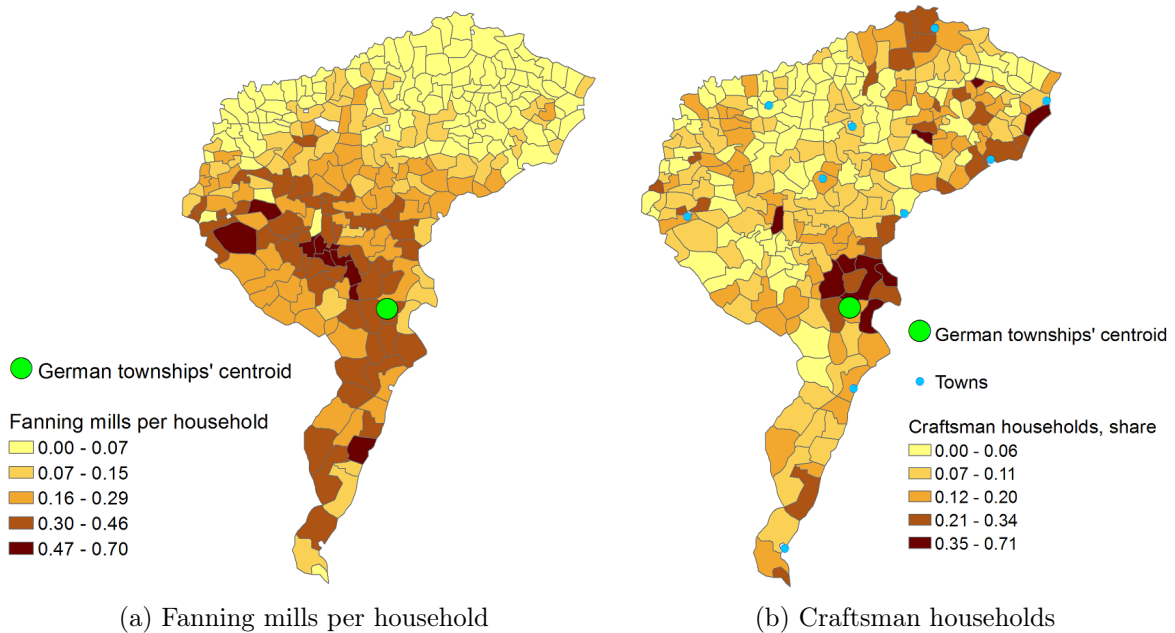 German townships' centroid
Fanning mills per household
0.00 - 0.07
0.07 - 0.15
0.16 - 0.29
0.30 - 0.46
0.47 - 0.70
(a) Fanning mills per household
German townships' centroid
Towns
Craftsman households, share
0.00 - 0.06
0.07 - 0.11
0.12 - 0.20
0.21 - 0.34
0.35 - 0.71
(b) Craftsman households